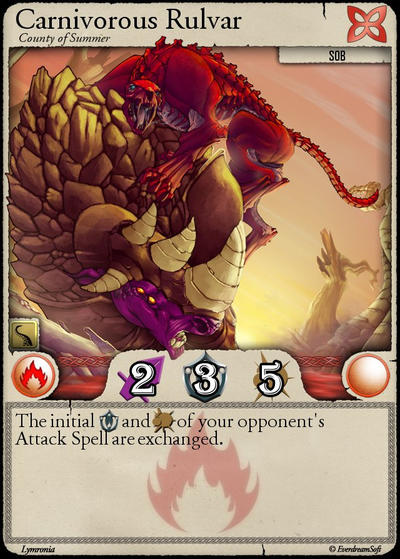 Carnivorous Rulvar
County of Summer
SOB
2 3 5
The initial and of your opponent's
Attack Spell are exchanged.
Lymronia © EverdreamSoft